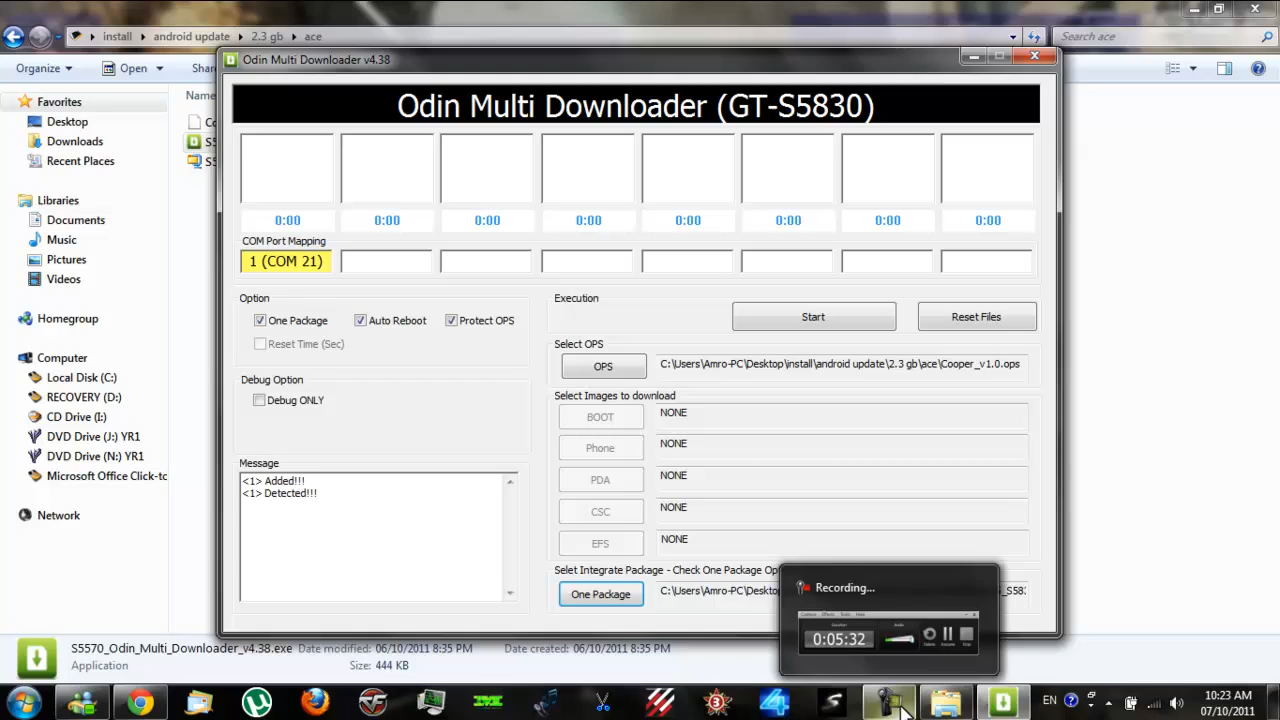 install
android update
2.3 gb
ace
Search ace
Organize
Open
Odin Multi Downloader v4.38
Favorites
Desktop
Downloads
Recent Places
Libraries
Documents
Music
Pictures
Videos
Homegroup
Computer
Local Disk (C:)
RECOVERY (D:)
CD Drive (I:)
DVD Drive (J:) YR1
DVD Drive (N:) YR1
Microsoft Office Click-tc
Network
Odin Multi Downloader (GT-S5830)
0:00 0:00 0:00 0:00 0:00 0:00 0:00 0:00
COM Port Mapping
1 (COM 21)
Option
One Package Auto Reboot Protect OPS
Reset Time (Sec)
Debug Option
Debug ONLY
Message
<1> Added!!!
<1> Detected!!!
Execution
Start
Reset Files
Select OPS
OPS C:\Users\Amro-PC\Desktop\install\android update\2.3 gb\ace\Cooper_v1.0.ops
Select Images to download
BOOT NONE
Phone NONE
PDA NONE
CSC NONE
EFS NONE
Selet Integrate Package - Check One Package
One Package
Recording...
0:05:32
S5570_Odin_Multi_Downloader_v4.38.exe Date modified: 06/10/2011 8:35 PM Date created: 06/10/2011 8:35 PM
Application Size: 444 KB
EN
10:23 AM
07/10/2011